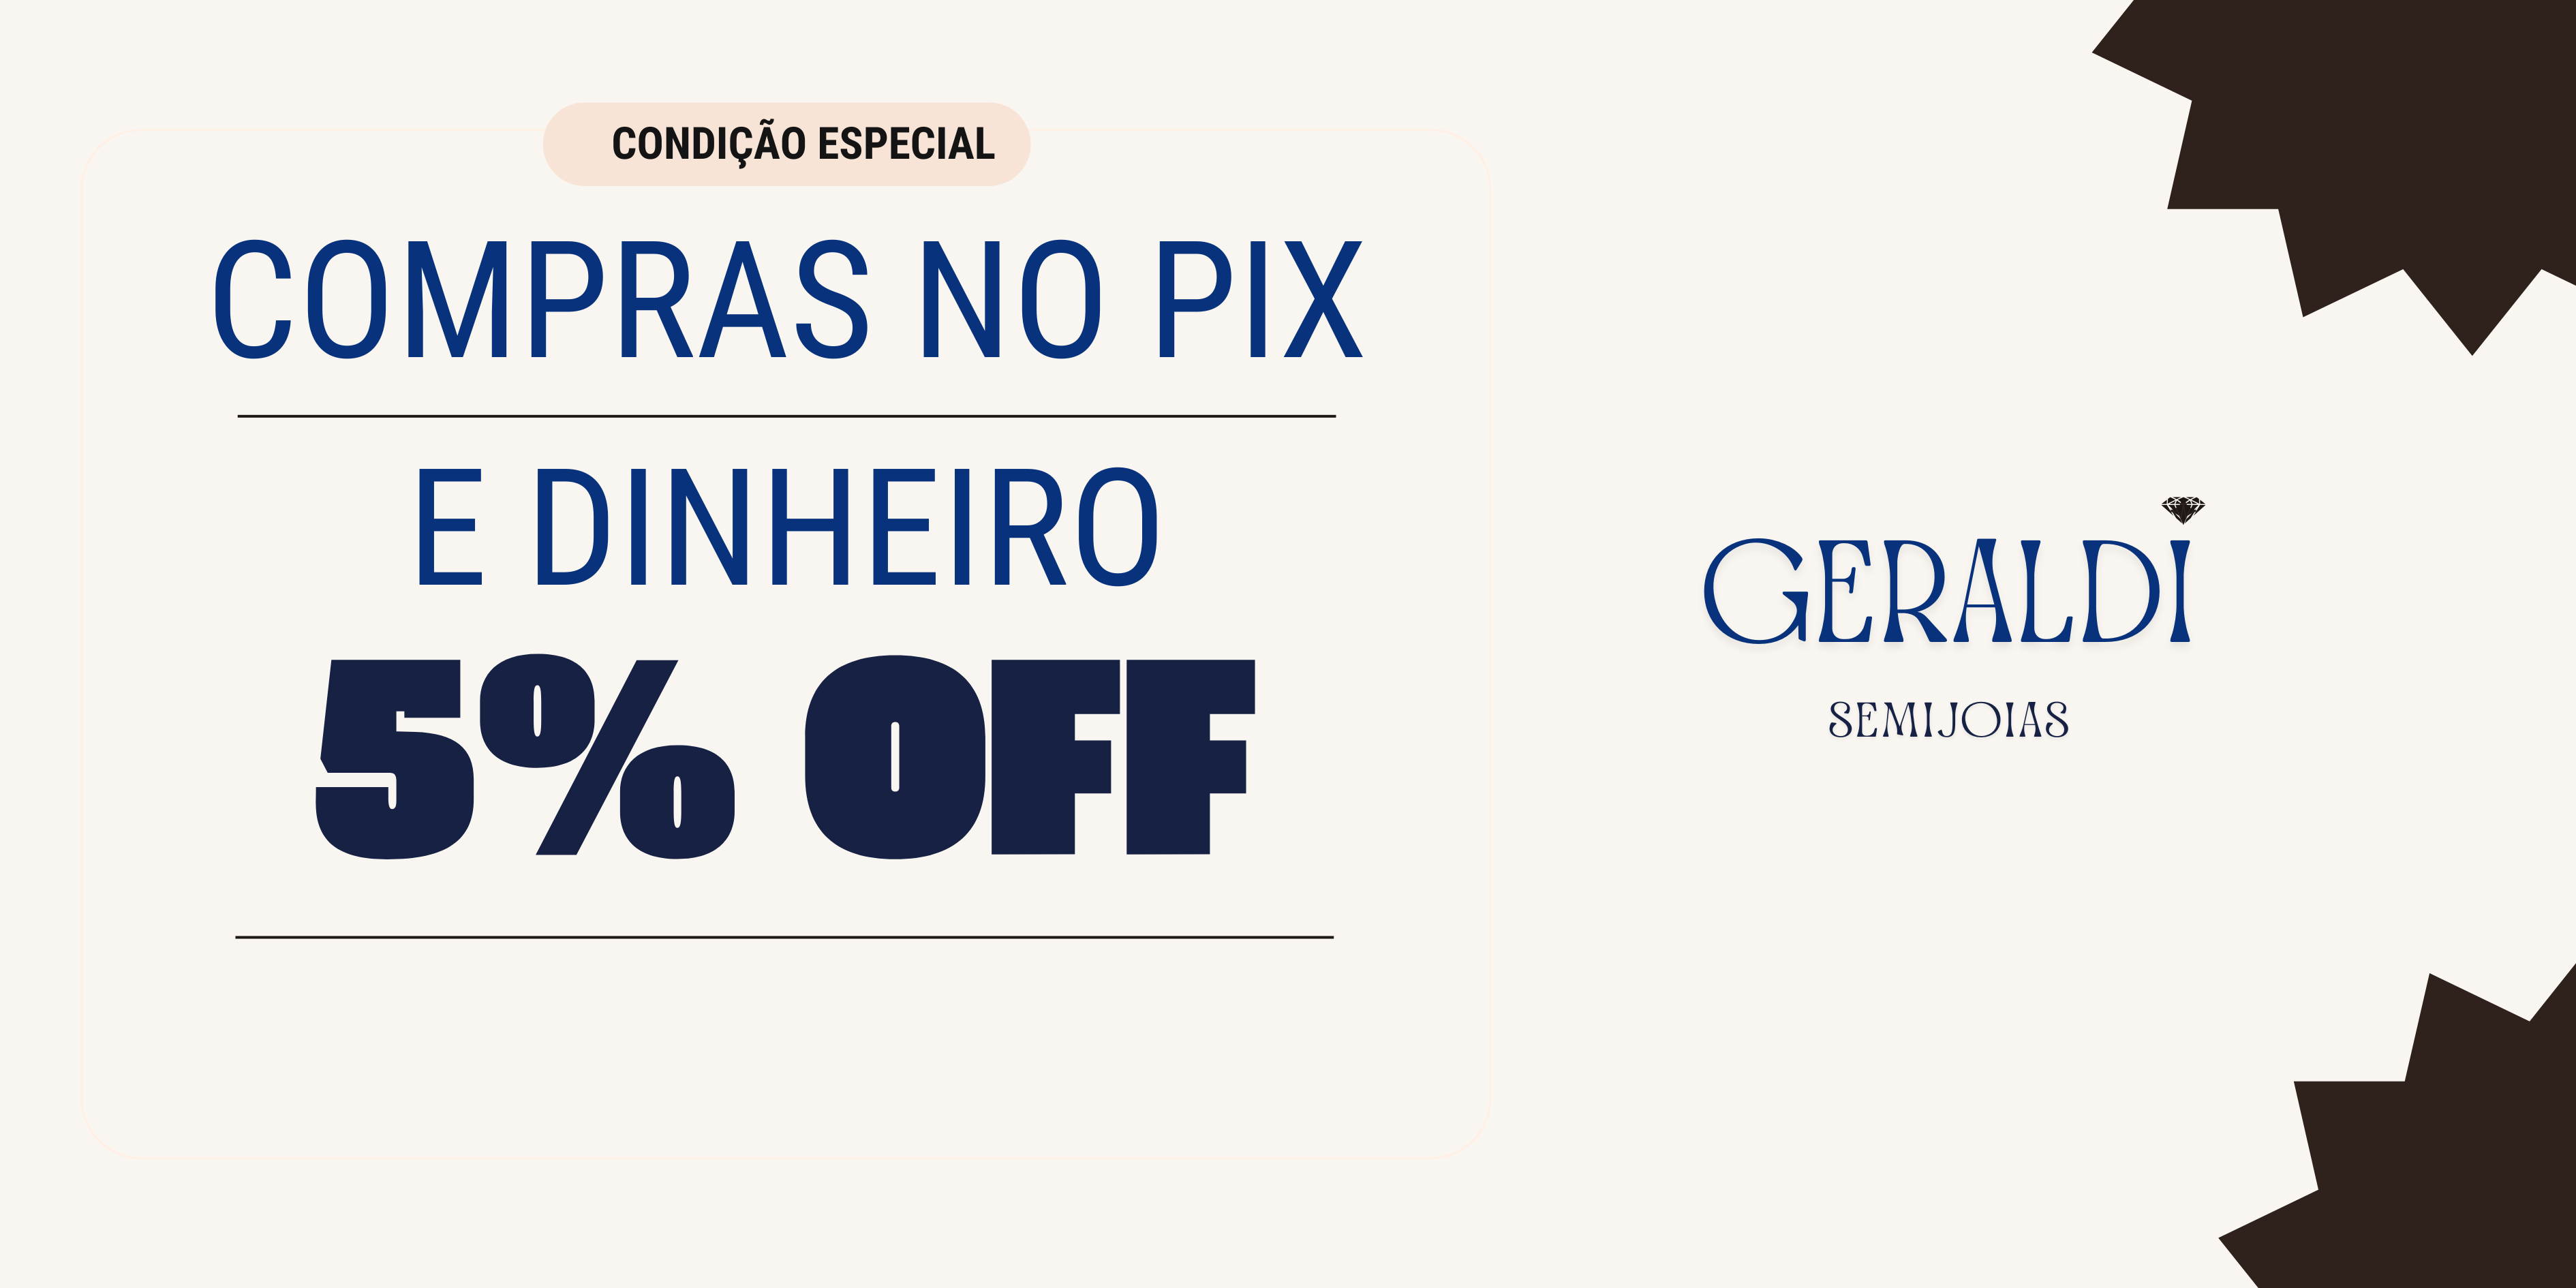 CONDIÇÃO ESPECIAL
COMPRAS NO PIX
E DINHEIRO
5% OFF
GERALDI
SEMIJOIAS